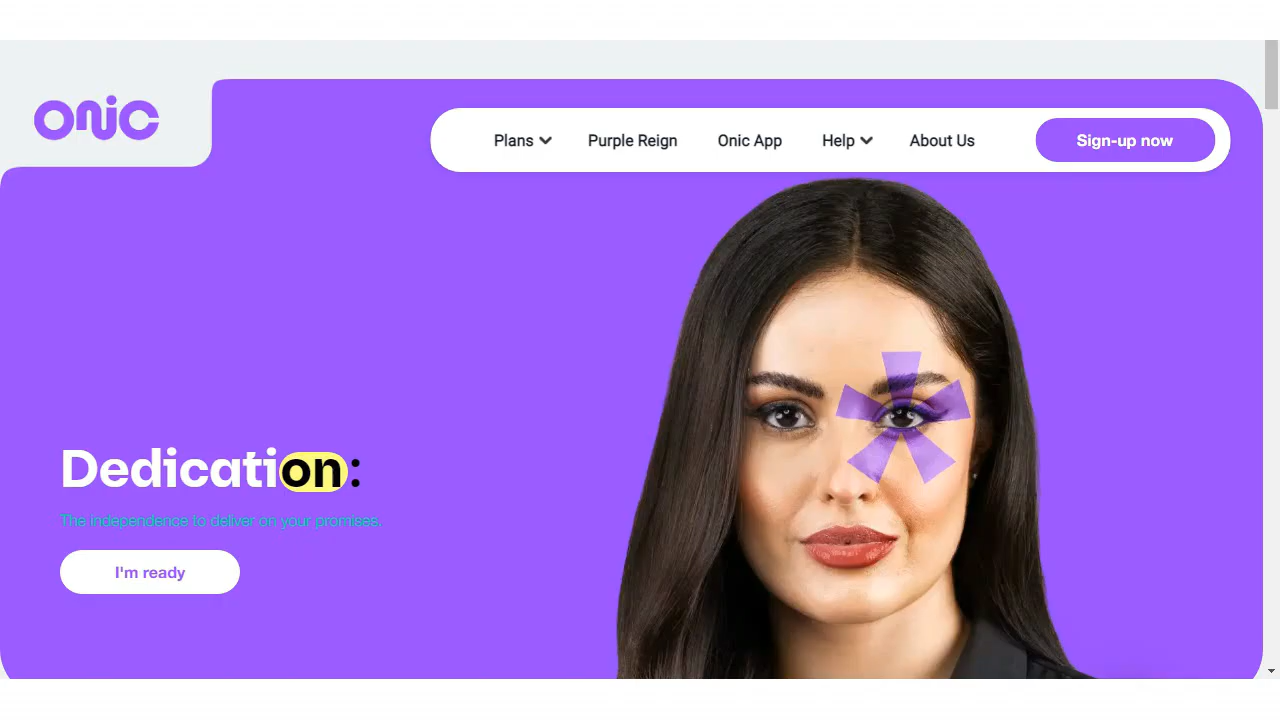 onic
Plans Purple Reign Onic App Help About Us Sign-up now
Dedication:
The independence to deliver on your promises.
I'm ready